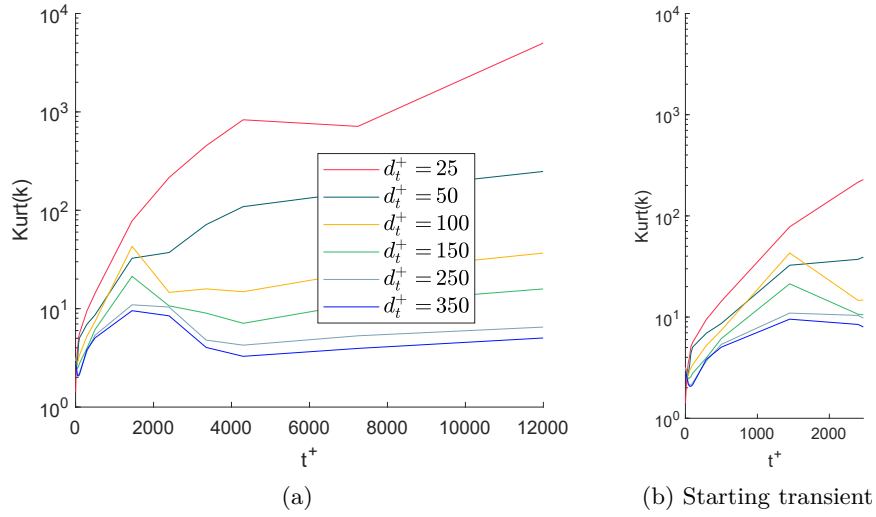 10^4
10^3
10^2
10^1
10^0
Kurt(k)
0
2000
4000
6000
8000
10000
12000
t^+
d_t^+ = 25
d_t^+ = 50
d_t^+ = 100
d_t^+ = 150
d_t^+ = 250
d_t^+ = 350
(a)
10^4
10^3
10^2
10^1
10^0
Kurt(k)
0
1000
2000
t^+
(b) Starting transient